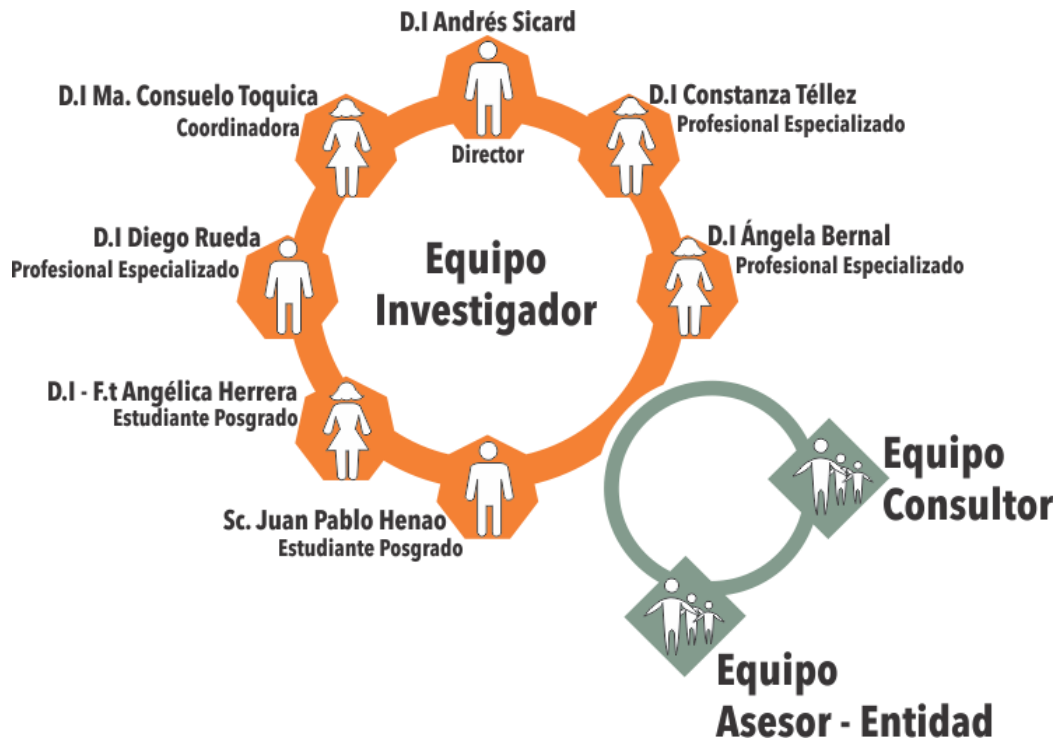 D.I Andrés Sicard
Director
D.I Ma. Consuelo Toquica
Coordinadora
D.I Constanza Téllez
Profesional Especializado
D.I Diego Rueda
Profesional Especializado
D.I Ángela Bernal
Profesional Especializado
Equipo
Investigador
D.I - F.t Angélica Herrera
Estudiante Posgrado
Sc. Juan Pablo Henao
Estudiante Posgrado
Equipo
Consultor
Equipo
Asesor - Entidad